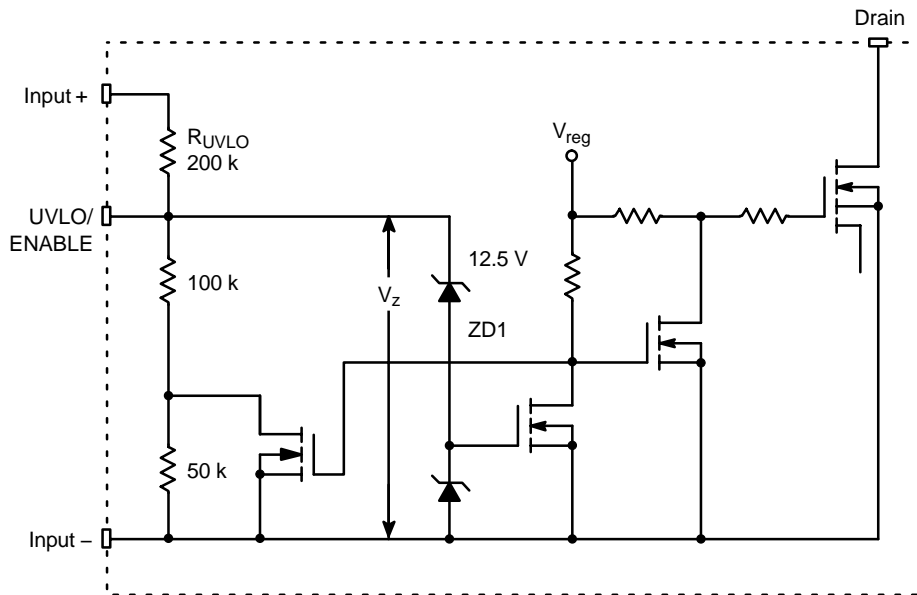 Drain
Input +
R_UVLO
200 k
V_reg
UVLO/
ENABLE
12.5 V
100 k
V_z
ZD1
50 k
Input –